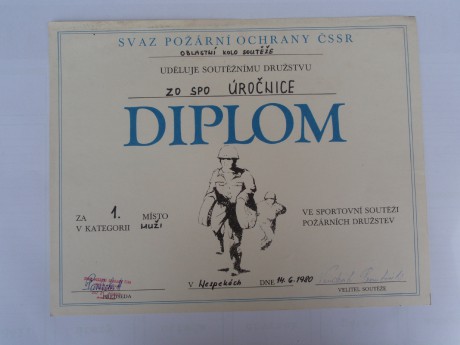 SVAZ POŽÁRNÍ OCHRANY ČSSR
OBLASTNÍ KOLO SOUTĚŽE
UDĚLUJE SOUTĚŽNÍMU DRUŽSTVU
ZO SPO ÚROČNICE
DIPLOM
ZA 1. MÍSTO
V KATEGORII MUŽI
VE SPORTOVNÍ SOUTĚŽI
POŽÁRNÍCH DRUŽSTEV
PŘEDSEDA
V Nespekách DNE 14.6.1980
VELITEL SOUTĚŽE